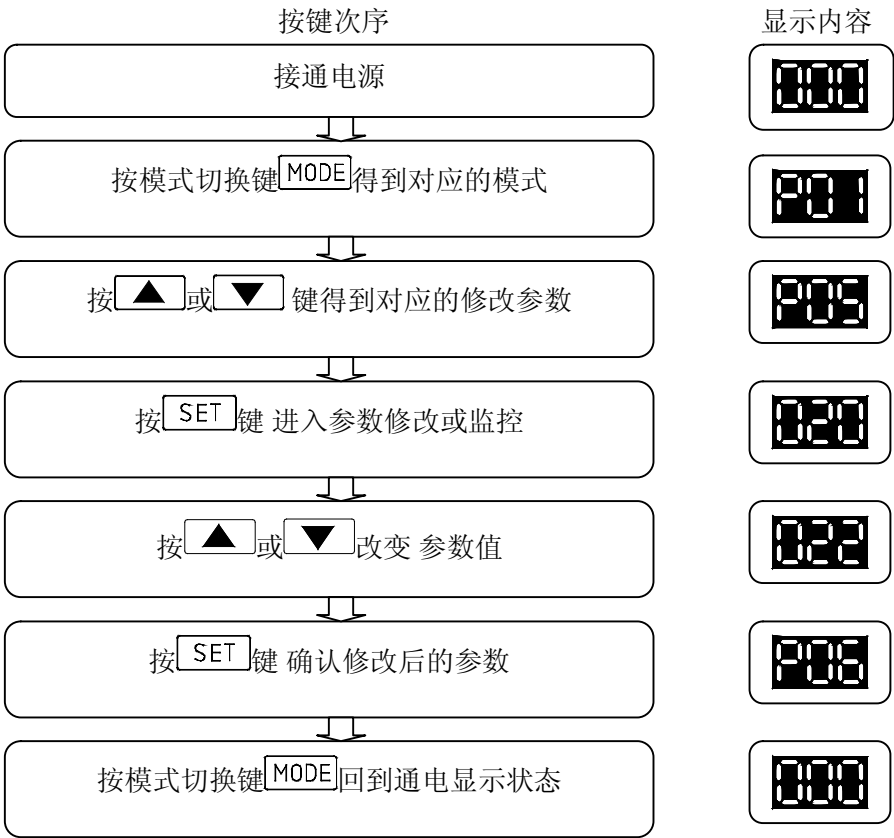 按键次序 显示内容
接通电源 000
按模式切换键MODE得到对应的模式 P01
按▲或▼ 键得到对应的修改参数 P05
按SET键 进入参数修改或监控 020
按▲或▼改变 参数值 022
按SET键 确认修改后的参数 P06
按模式切换键MODE回到通电显示状态 000